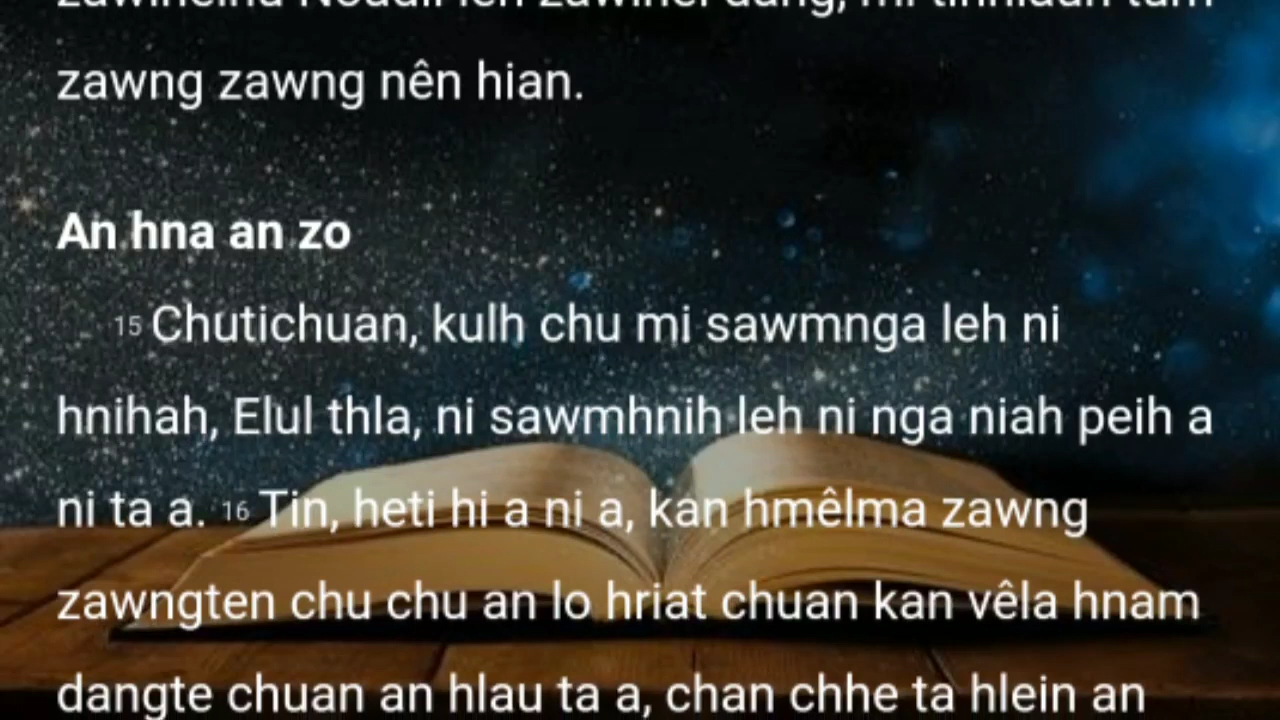 zawng zawng nên hian.
An hna an zo
15 Chutichuan, kulh chu mi sawmnga leh ni
hnihah, Elul thla, ni sawmhnih leh ni nga niah peih a
ni ta a. 16 Tin, heti hi a ni a, kan hmêlma zawng
zawngten chu chu an lo hriat chuan kan vêla hnam
dangte chuan an hlau ta a, chan chhe ta hlein an